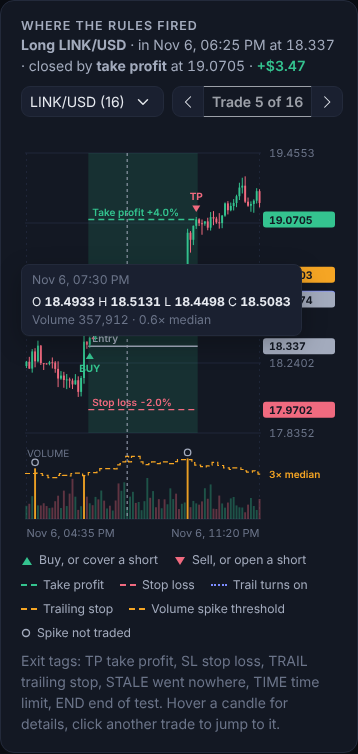 WHERE THE RULES FIRED
Long LINK/USD · in Nov 6, 06:25 PM at 18.337
· closed by take profit at 19.0705 · +$3.47
LINK/USD (16)
Trade 5 of 16
19.4553
TP
Take profit +4.0%
19.0705
Nov 6, 07:30 PM
O 18.4933 H 18.5131 L 18.4498 C 18.5083
Volume 357,912 · 0.6× median
03
74
Entry
18.337
BUY
18.2402
Stop loss -2.0%
17.9702
17.8352
VOLUME
3× median
Nov 6, 04:35 PM
Nov 6, 11:20 PM
Buy, or cover a short
Sell, or open a short
Take profit
Stop loss
Trail turns on
Trailing stop
Volume spike threshold
Spike not traded
Exit tags: TP take profit, SL stop loss, TRAIL
trailing stop, STALE went nowhere, TIME time
limit, END end of test. Hover a candle for
details, click another trade to jump to it.